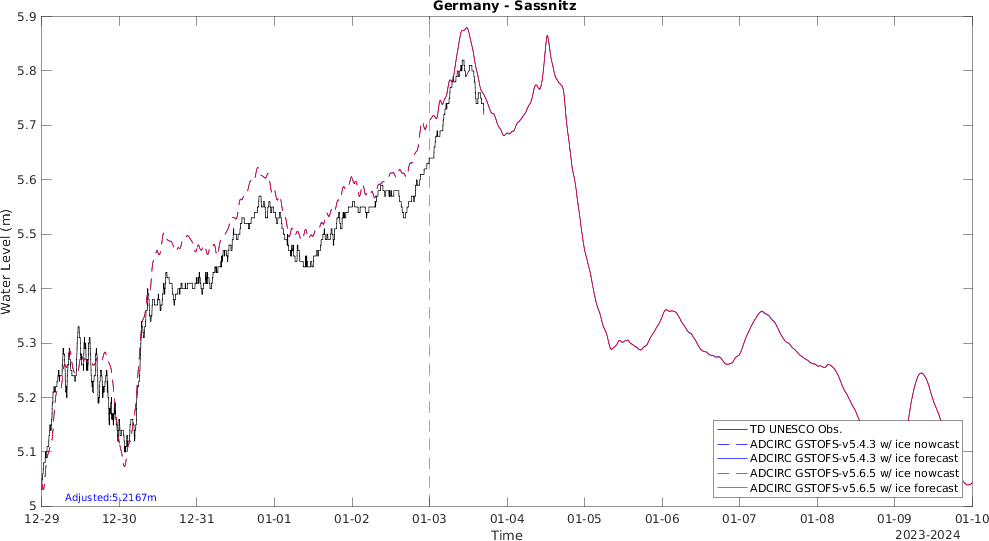 Germany - Sassnitz
Water Level (m)
5.9
5.8
5.7
5.6
5.5
5.4
5.3
5.2
5.1
5
Adjusted:5.2167m
TD UNESCO Obs.
ADCIRC GSTOFS-v5.4.3 w/ ice nowcast
ADCIRC GSTOFS-v5.4.3 w/ ice forecast
ADCIRC GSTOFS-v5.6.5 w/ ice nowcast
ADCIRC GSTOFS-v5.6.5 w/ ice forecast
12-29 12-30 12-31 01-01 01-02 01-03 01-04 01-05 01-06 01-07 01-08 01-09 01-10
Time
2023-2024